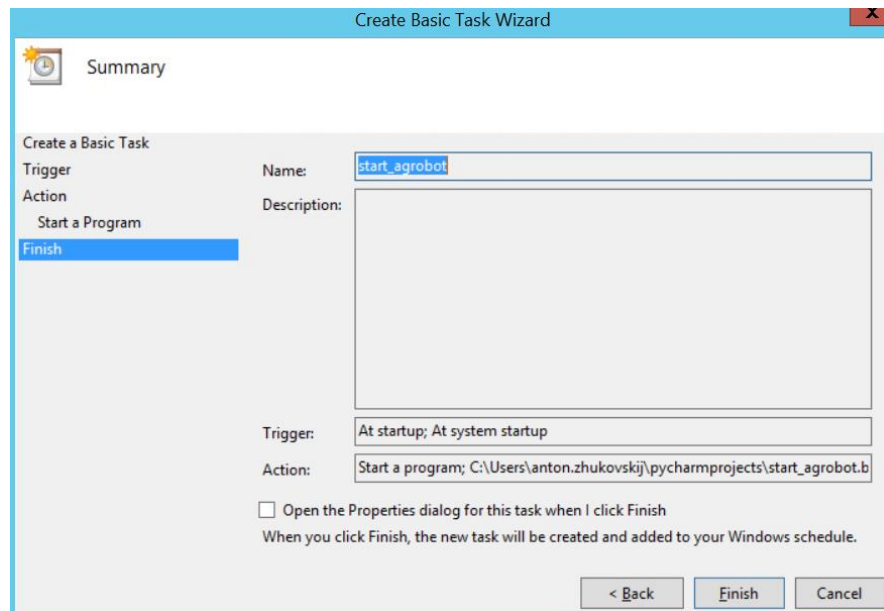 Create Basic Task Wizard
X
Summary
Create a Basic Task
Trigger
Action
Start a Program
Finish
Name: start_agrobot
Description:
Trigger: At startup; At system startup
Action: Start a program; C:\Users\anton.zhukovskij\pycharmprojects\start_agrobot.b
Open the Properties dialog for this task when I click Finish
When you click Finish, the new task will be created and added to your Windows schedule.
< Back Finish Cancel